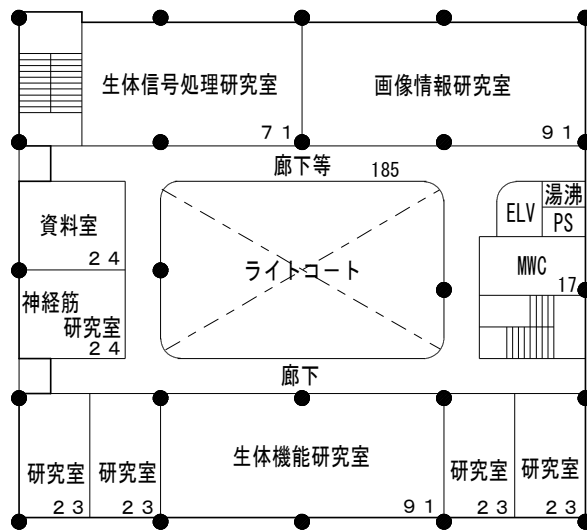 生体信号処理研究室
71
画像情報研究室
91
廊下等
185
資料室
24
ライトコート
ELV
湯沸
PS
MWC
17
神経筋
研究室
24
廊下
研究室
23
研究室
23
生体機能研究室
91
研究室
23
研究室
23